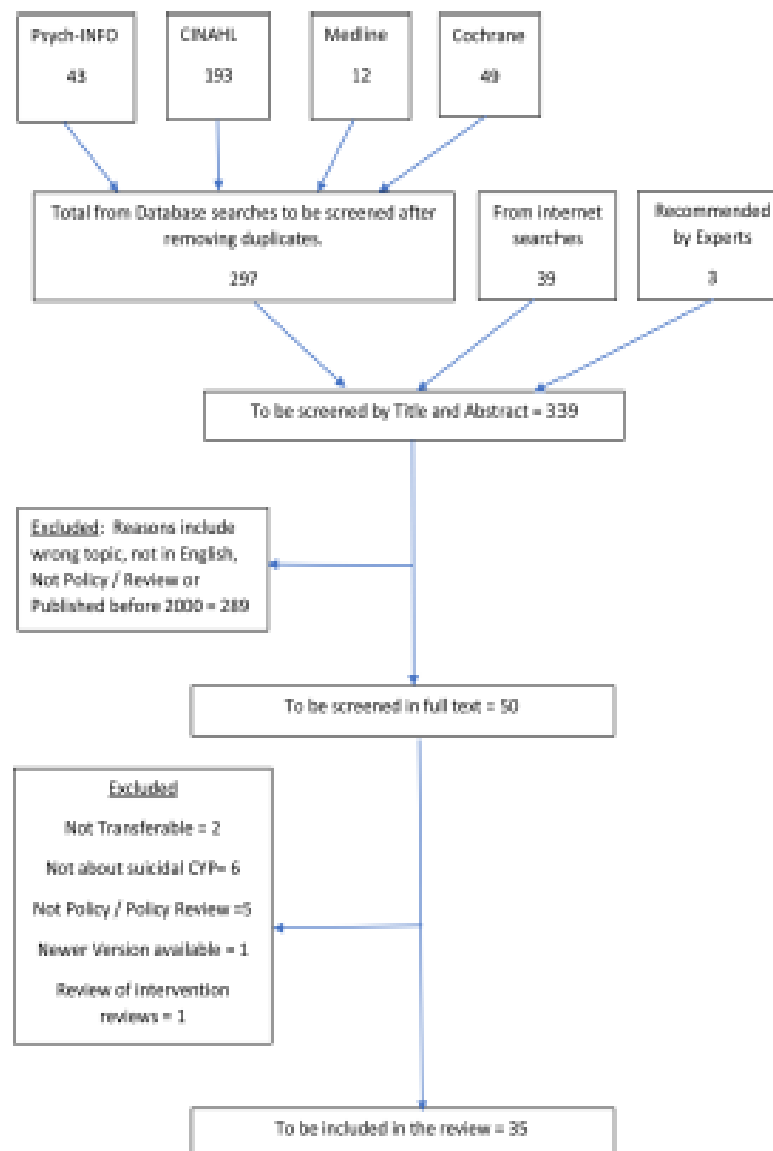 Psych-INFO
43
CINAHL
193
Medline
12
Cochrane
49
Total from Database searches to be screened after
removing duplicates.
297
From internet
searches
39
Recommended
by Experts
3
To be screened by Title and Abstract = 339
Excluded: Reasons include
wrong topic, not in English,
Not Policy / Review or
Published before 2000 = 289
To be screened in full text = 50
Excluded
Not Transferable = 2
Not about suicidal CYP= 6
Not Policy / Policy Review =5
Newer Version available = 1
Review of intervention
reviews = 1
To be included in the review = 35